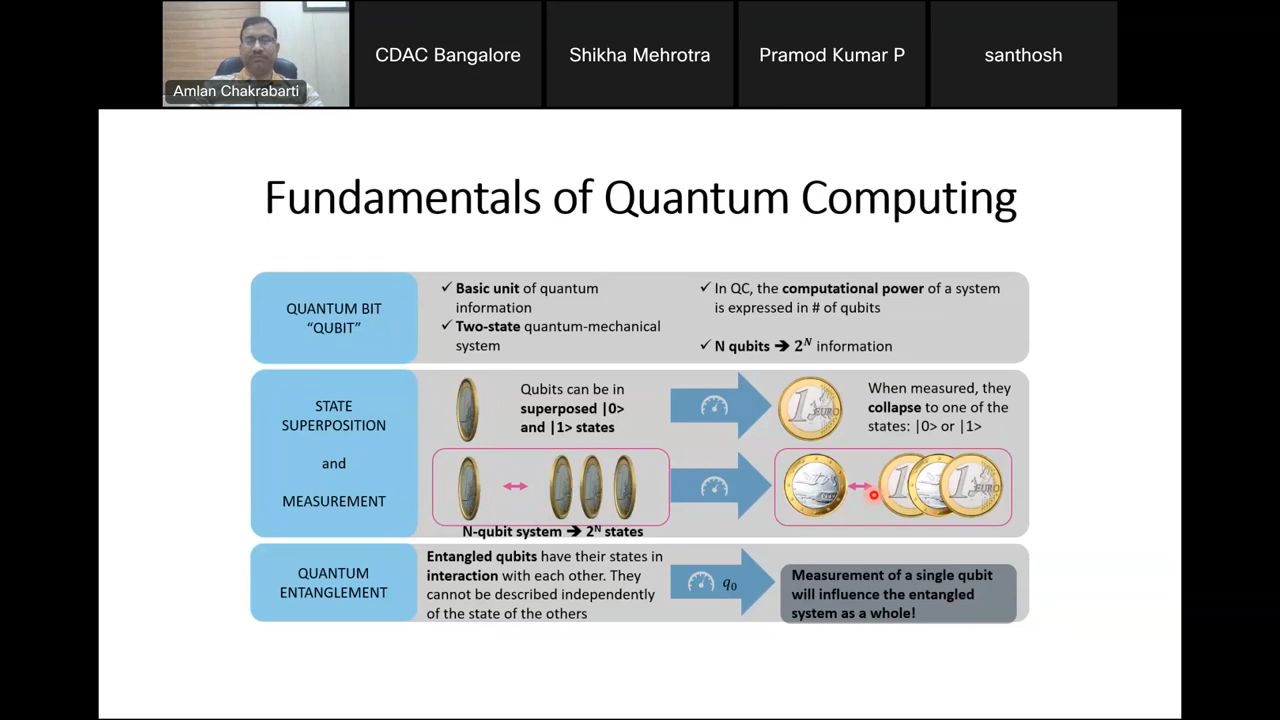 Amlan Chakrabarti
CDAC Bangalore
Shikha Mehrotra
Pramod Kumar P
santhosh
Fundamentals of Quantum Computing
QUANTUM BIT
“QUBIT”
✓ Basic unit of quantum
information
✓ Two-state quantum-mechanical
system
✓ In QC, the computational power of a system
is expressed in # of qubits
✓ N qubits ➔ 2^N information
STATE
SUPERPOSITION
and
MEASUREMENT
Qubits can be in
superposed |0>
and |1> states
1 EURO
When measured, they
collapse to one of the
states: |0> or |1>
1
1 EURO
N-qubit system ➔ 2^N states
QUANTUM
ENTANGLEMENT
Entangled qubits have their states in
interaction with each other. They
cannot be described independently
of the state of the others
q₀
Measurement of a single qubit
will influence the entangled
system as a whole!